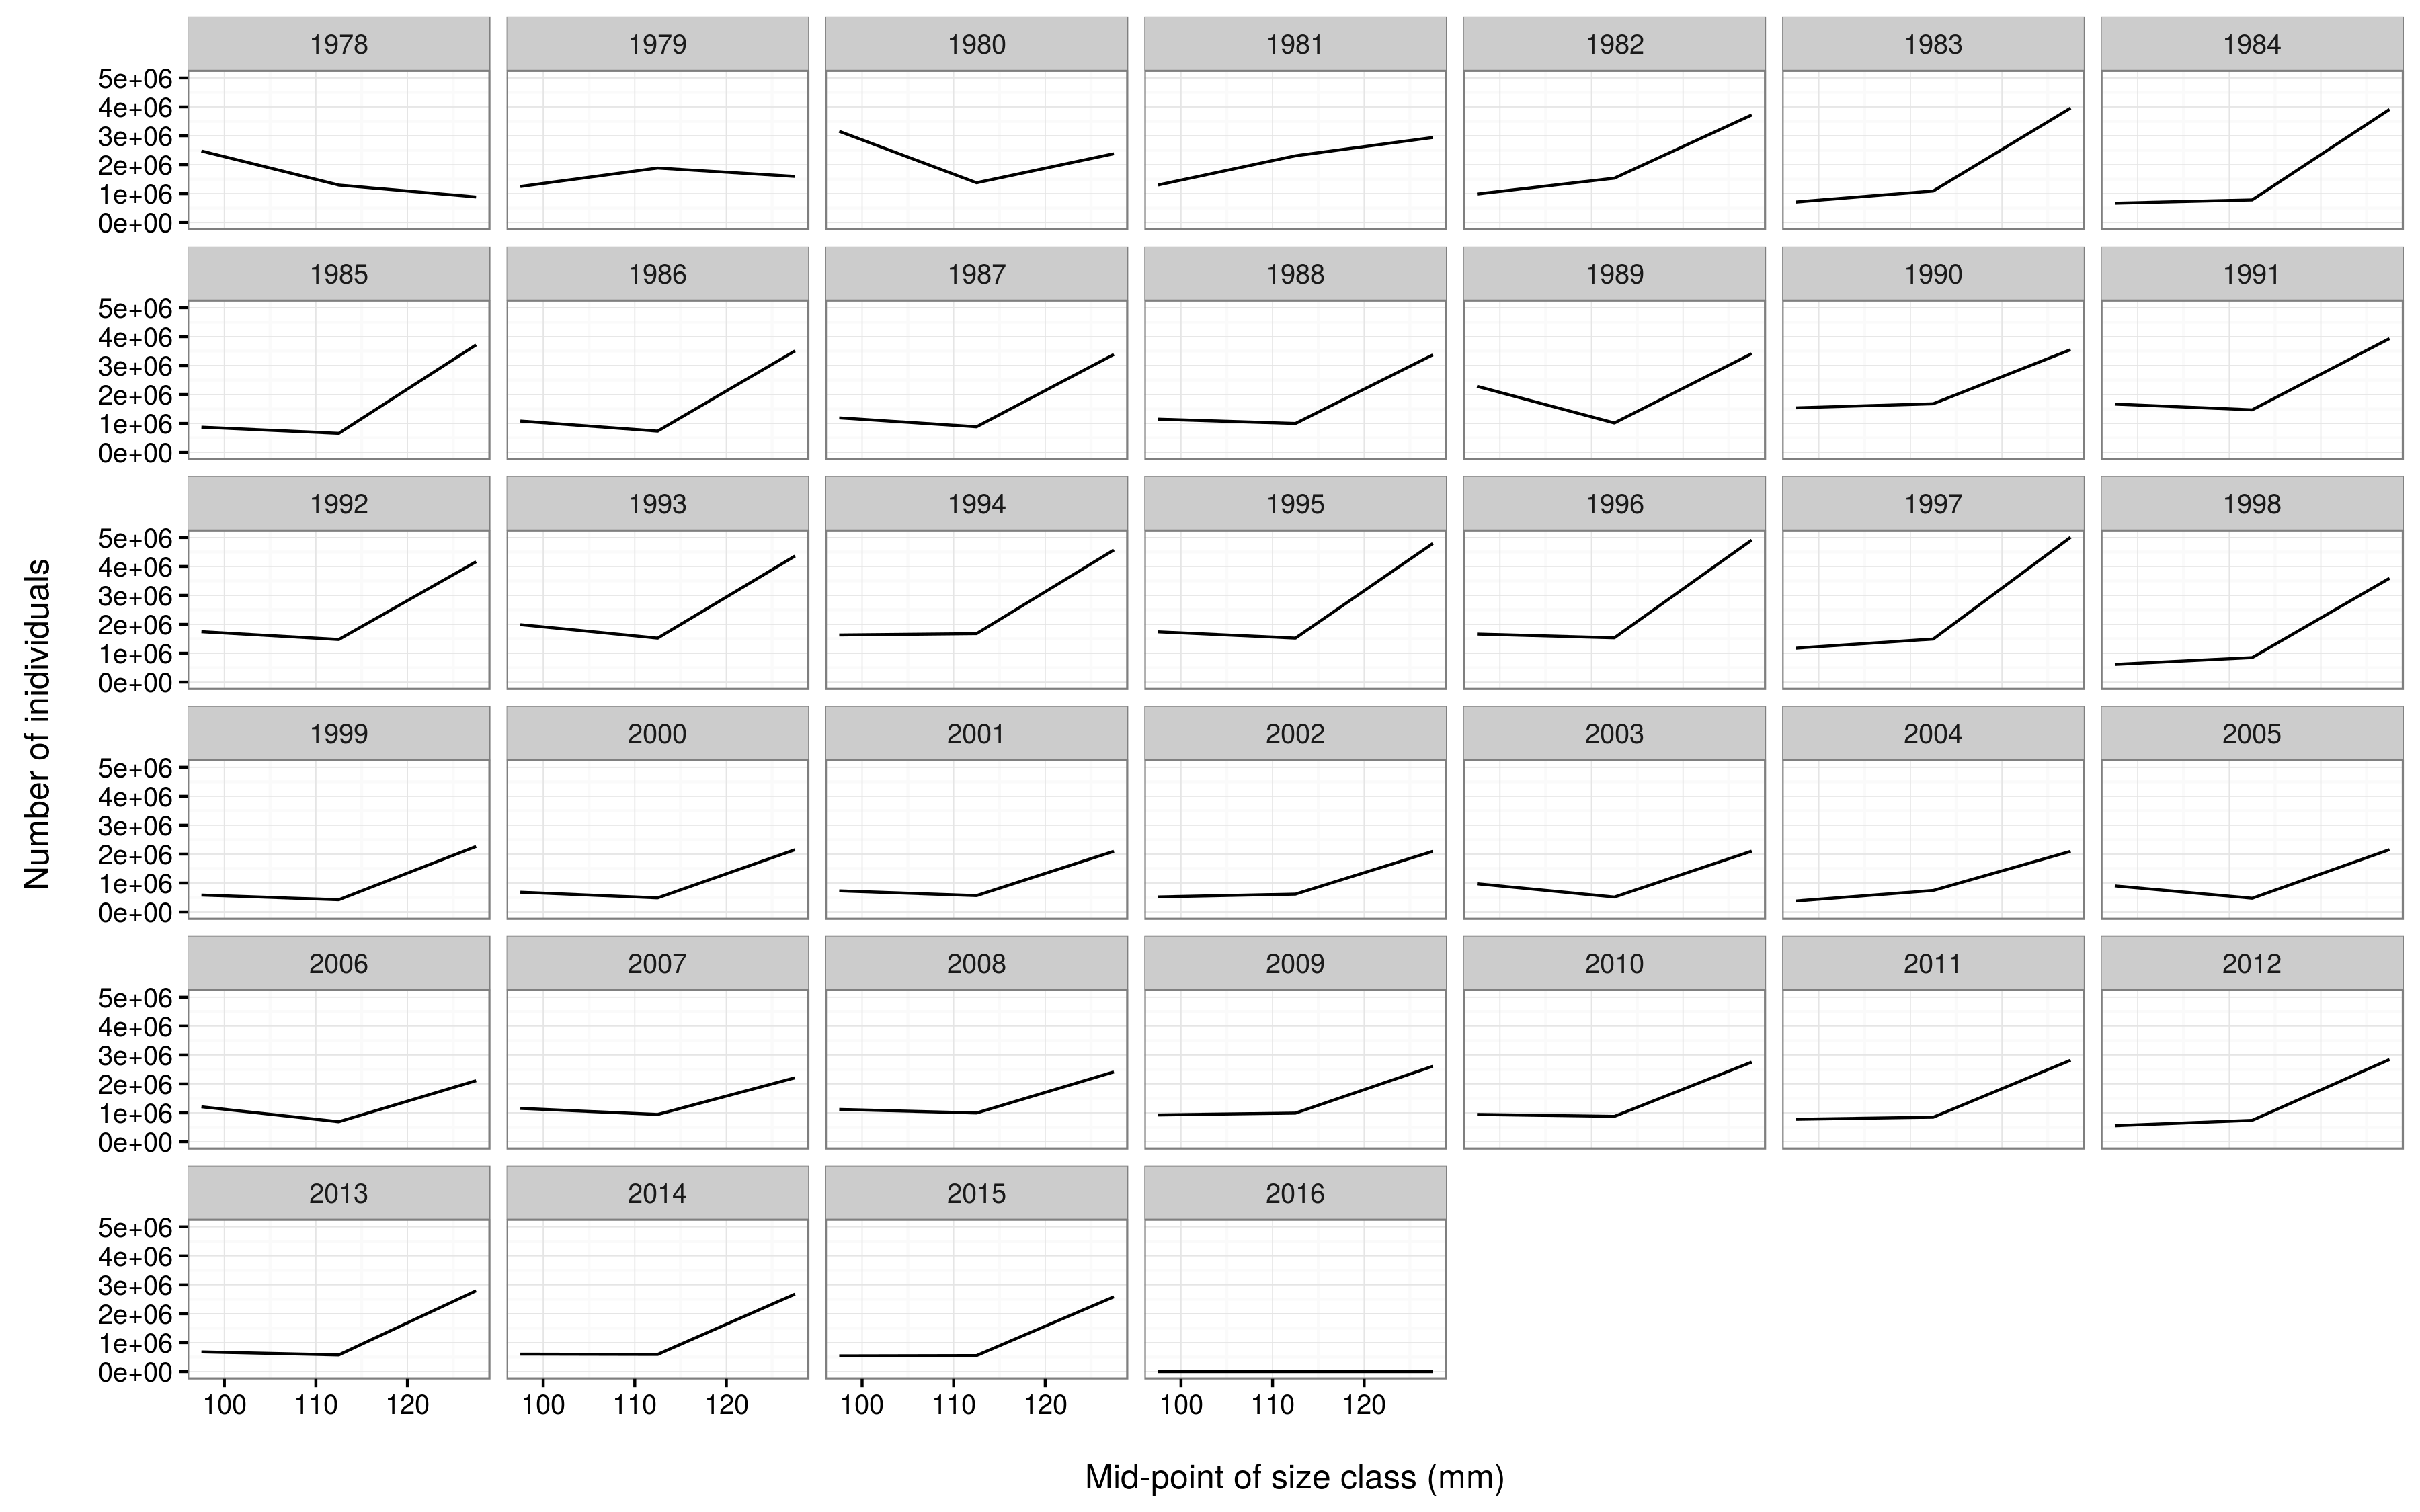 1978 1979 1980 1981 1982 1983 1984
5e+06
4e+06
3e+06
2e+06
1e+06
0e+00
1985 1986 1987 1988 1989 1990 1991
5e+06
4e+06
3e+06
2e+06
1e+06
0e+00
1992 1993 1994 1995 1996 1997 1998
5e+06
4e+06
3e+06
2e+06
1e+06
0e+00
Number of inidividuals
1999 2000 2001 2002 2003 2004 2005
5e+06
4e+06
3e+06
2e+06
1e+06
0e+00
2006 2007 2008 2009 2010 2011 2012
5e+06
4e+06
3e+06
2e+06
1e+06
0e+00
2013 2014 2015 2016
5e+06
4e+06
3e+06
2e+06
1e+06
0e+00
100 110 120 100 110 120 100 110 120 100 110 120
Mid-point of size class (mm)